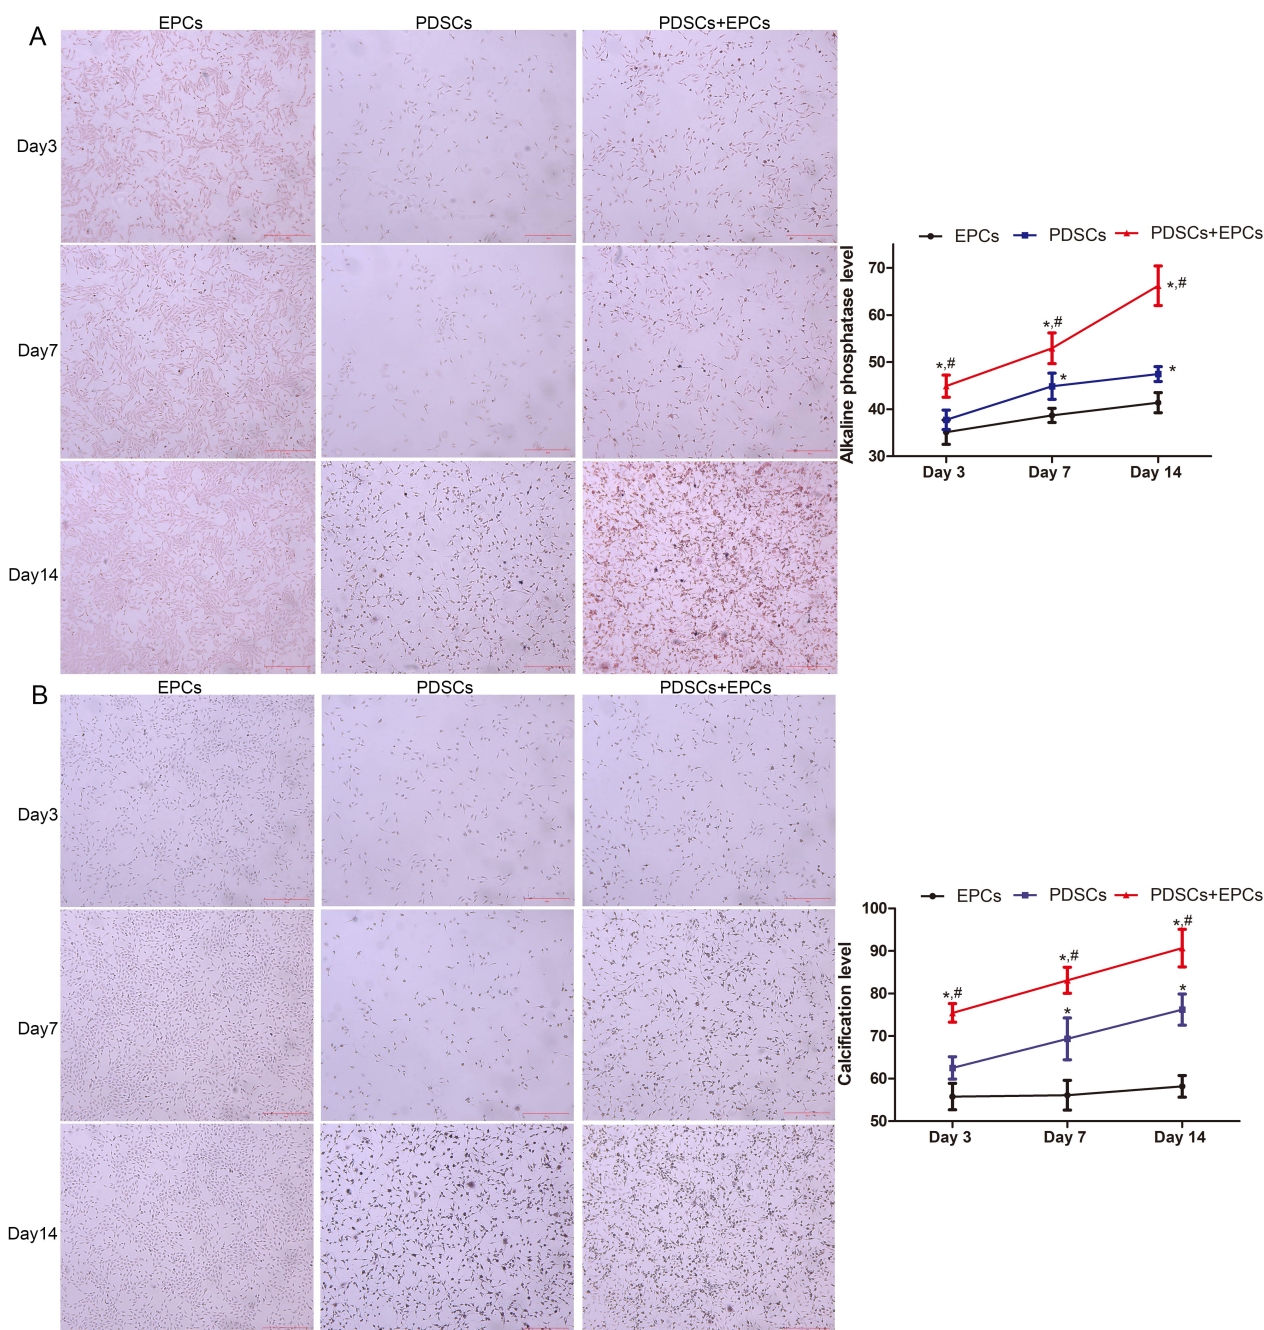 A
EPCs
PDSCs
PDSCs+EPCs
Day3
Day7
Day14
EPCs
PDSCs
PDSCs+EPCs
Alkaline phosphatase level
70
60
50
40
30
*,#
*,#
*
*,#
*
Day 3
Day 7
Day 14
B
EPCs
PDSCs
PDSCs+EPCs
Day3
Day7
Day14
EPCs
PDSCs
PDSCs+EPCs
Calcification level
100
90
80
70
60
50
*,#
*,#
*
*,#
*
Day 3
Day 7
Day 14